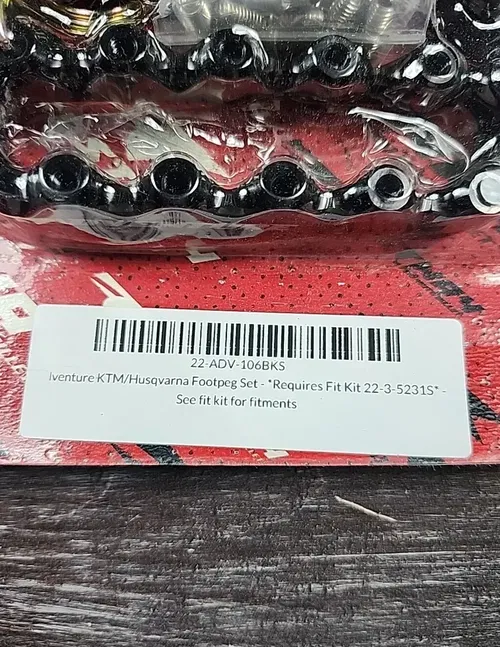 22-ADV-106BKS
lventure KTM/Husqvarna Footpeg Set - *Requires Fit Kit 22-3-5231S* -
See fit kit for fitments